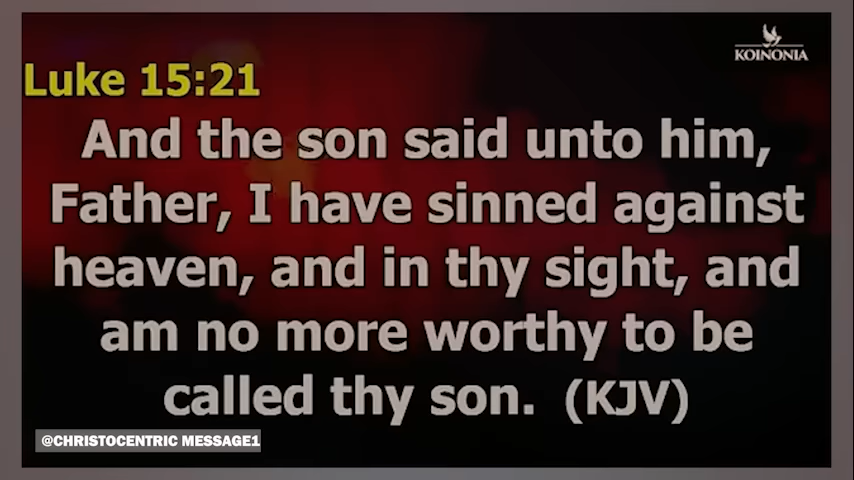 KOINONIA
Luke 15:21
And the son said unto him,
Father, I have sinned against
heaven, and in thy sight, and
am no more worthy to be
called thy son. (KJV)
@CHRISTOCENTRIC MESSAGE1